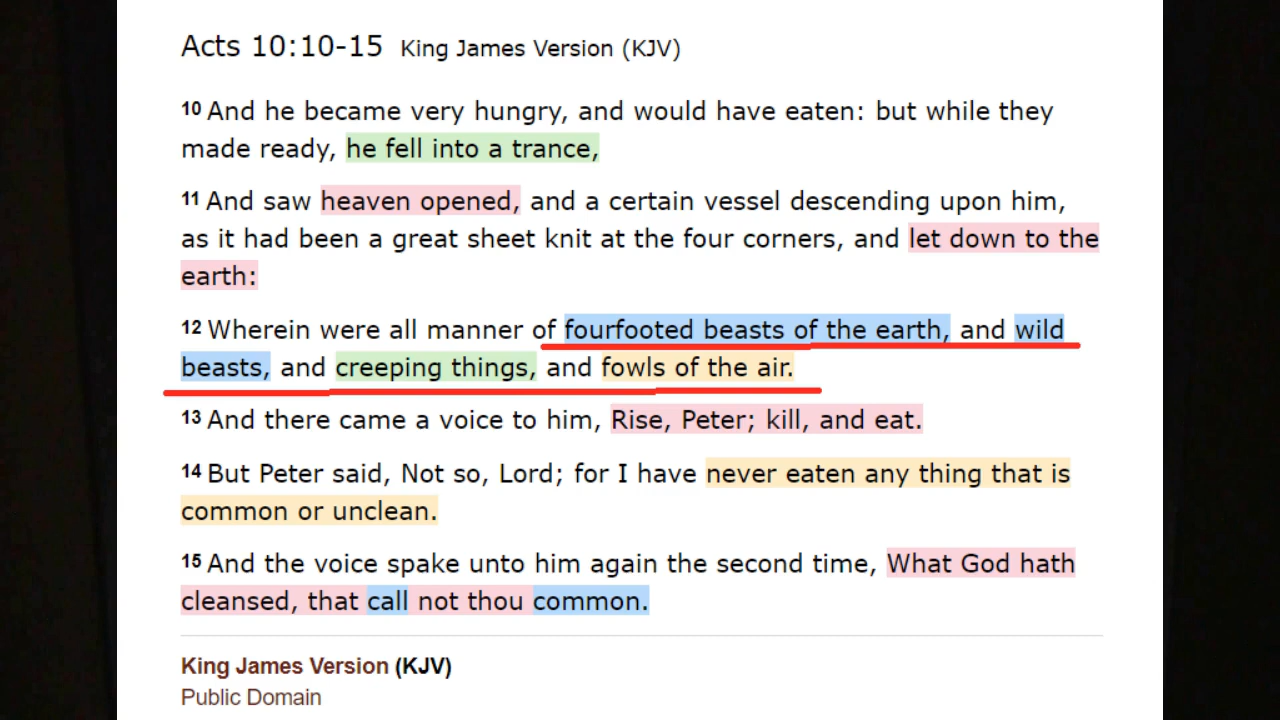 Acts 10:10-15 King James Version (KJV)
10 And he became very hungry, and would have eaten: but while they
made ready, he fell into a trance,
11 And saw heaven opened, and a certain vessel descending upon him,
as it had been a great sheet knit at the four corners, and let down to the
earth:
12 Wherein were all manner of fourfooted beasts of the earth, and wild
beasts, and creeping things, and fowls of the air.
13 And there came a voice to him, Rise, Peter; kill, and eat.
14 But Peter said, Not so, Lord; for I have never eaten any thing that is
common or unclean.
15 And the voice spake unto him again the second time, What God hath
cleansed, that call not thou common.
King James Version (KJV)
Public Domain